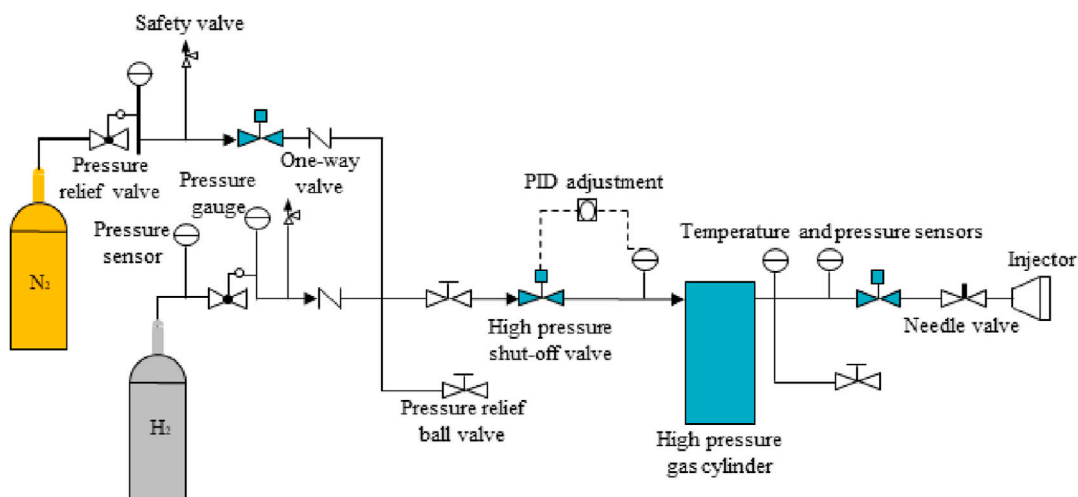 Safety valve
Pressure
relief valve
One-way
valve
Pressure
gauge
PID adjustment
Pressure
sensor
Temperature and pressure sensors
Injector
N₂
High pressure
shut-off valve
Needle valve
Pressure relief
ball valve
H₂
High pressure
gas cylinder